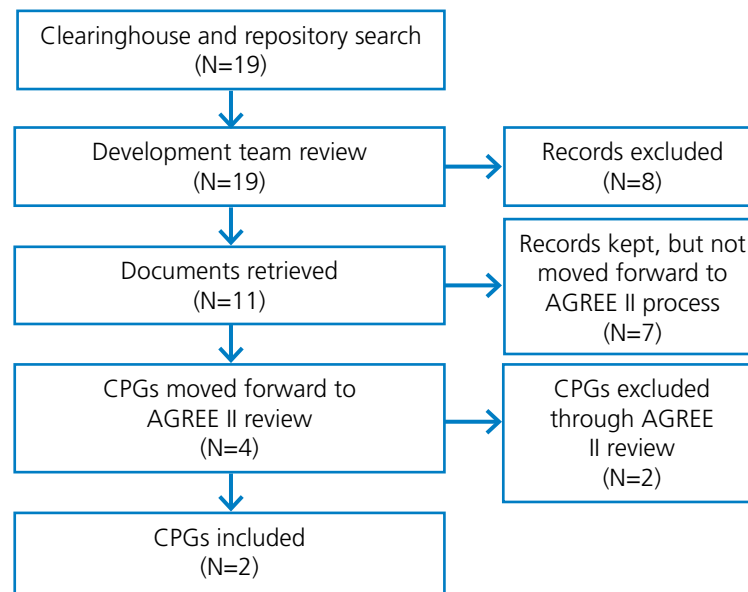 Clearinghouse and repository search
(N=19)
Development team review
(N=19)
Records excluded
(N=8)
Documents retrieved
(N=11)
Records kept, but not
moved forward to
AGREE II process
(N=7)
CPGs moved forward to
AGREE II review
(N=4)
CPGs excluded
through AGREE
II review
(N=2)
CPGs included
(N=2)